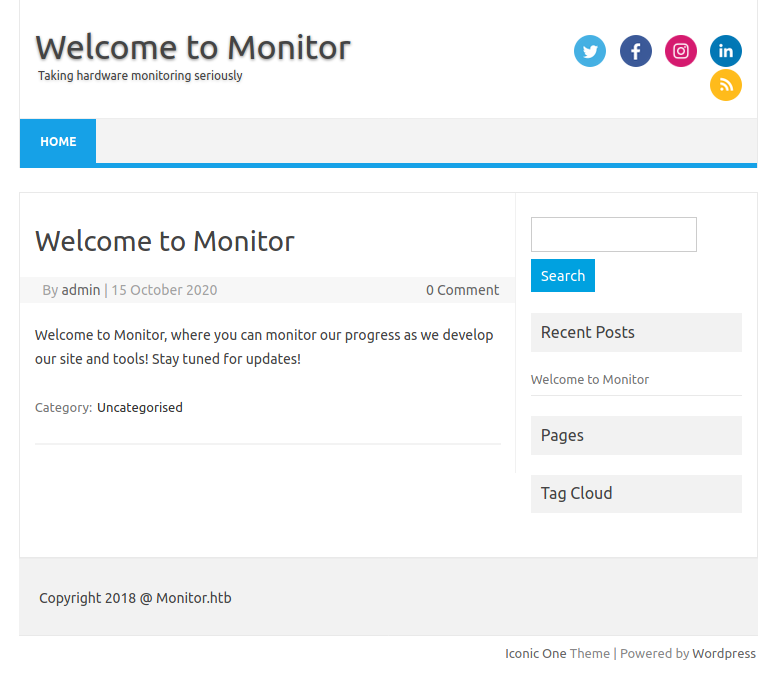 Welcome to Monitor
Taking hardware monitoring seriously
HOME
Welcome to Monitor
By admin | 15 October 2020
0 Comment
Welcome to Monitor, where you can monitor our progress as we develop
our site and tools! Stay tuned for updates!
Category: Uncategorised
Search
Recent Posts
Welcome to Monitor
Pages
Tag Cloud
Copyright 2018 @ Monitor.htb
Iconic One Theme | Powered by Wordpress